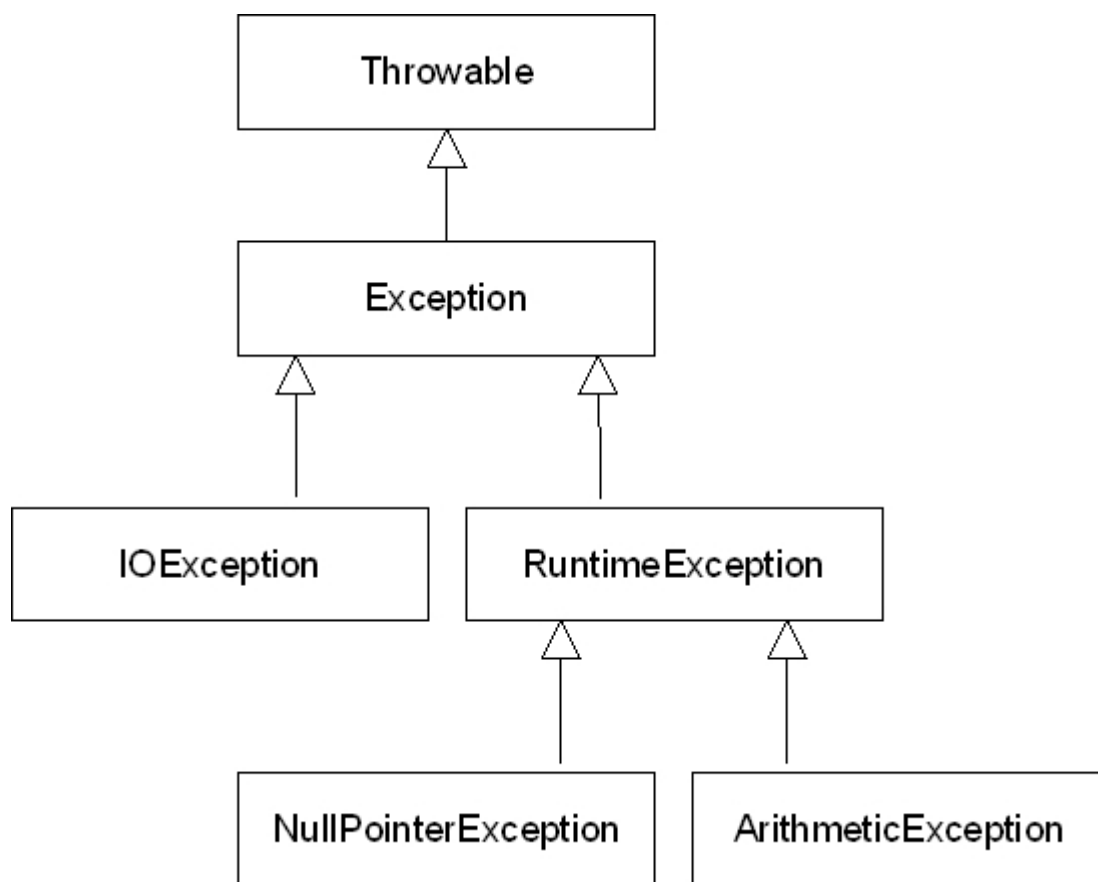 Throwable
Exception
IOException
RuntimeException
NullPointerException
ArithmeticException